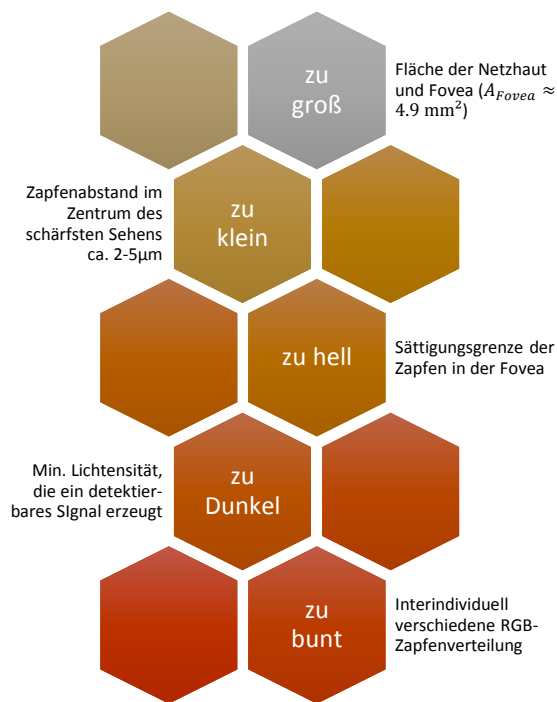 zu
groß
Fläche der Netzhaut
und Fovea (A_Fovea ≈
4.9 mm²)
Zapfenabstand im
Zentrum des
schärfsten Sehens
ca. 2-5µm
zu
klein
zu hell
Sättigungsgrenze der
Zapfen in der Fovea
Min. Lichtensität,
die ein detektier-
bares SIgnal erzeugt
zu
Dunkel
zu
bunt
Interindividuell
verschiedene RGB-
Zapfenverteilung